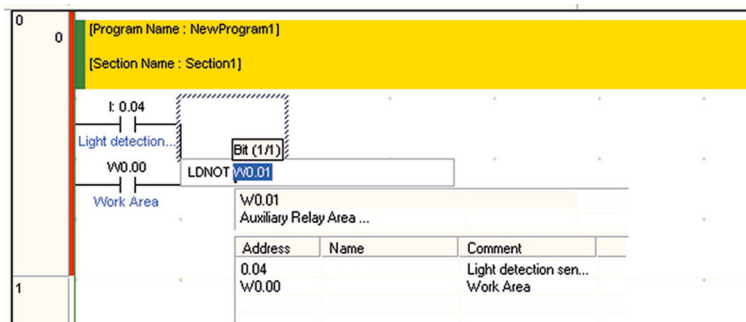 0
0
[Program Name : NewProgram1]
[Section Name : Section1]
I: 0.04
Light detection...
Bit (1/1)
W0.00
LDNOT W0.01
Work Area
W0.01
Auxiliary Relay Area ...
Address Name Comment
0.04 Light detection sen...
W0.00 Work Area
1